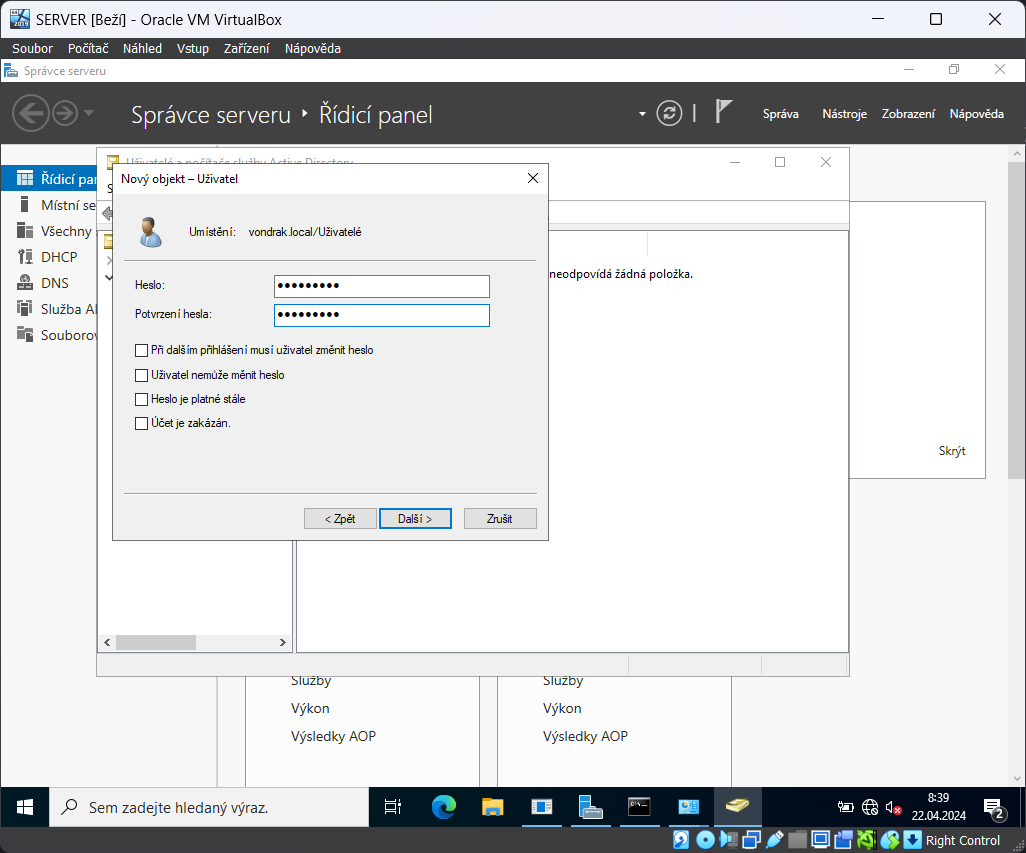 SERVER [Beží] - Oracle VM VirtualBox
Soubor Počítač Náhled Vstup Zařízení Nápověda
Správce serveru
Správce serveru Řídicí panel
Správa Nástroje Zobrazení Nápověda
Uživatelé a počítače služby Active Directory
Nový objekt – Uživatel
Řídicí pan
Místní se
Všechny
DHCP
DNS
Služba
Souborov
Umístění: vondrak.local/Uživatelé
Heslo:
Potvrzení hesla:
Při dalším přihlášení musí uživatel změnit heslo
Uživatel nemůže měnit heslo
Heslo je platné stále
Účet je zakázán.
< Zpět Další > Zrušit
neodpovídá žádná položka.
Skrýt
Služby Služby
Výkon Výkon
Výsledky AOP Výsledky AOP
Sem zadejte hledaný výraz.
8:39
22.04.2024
2
Right Control